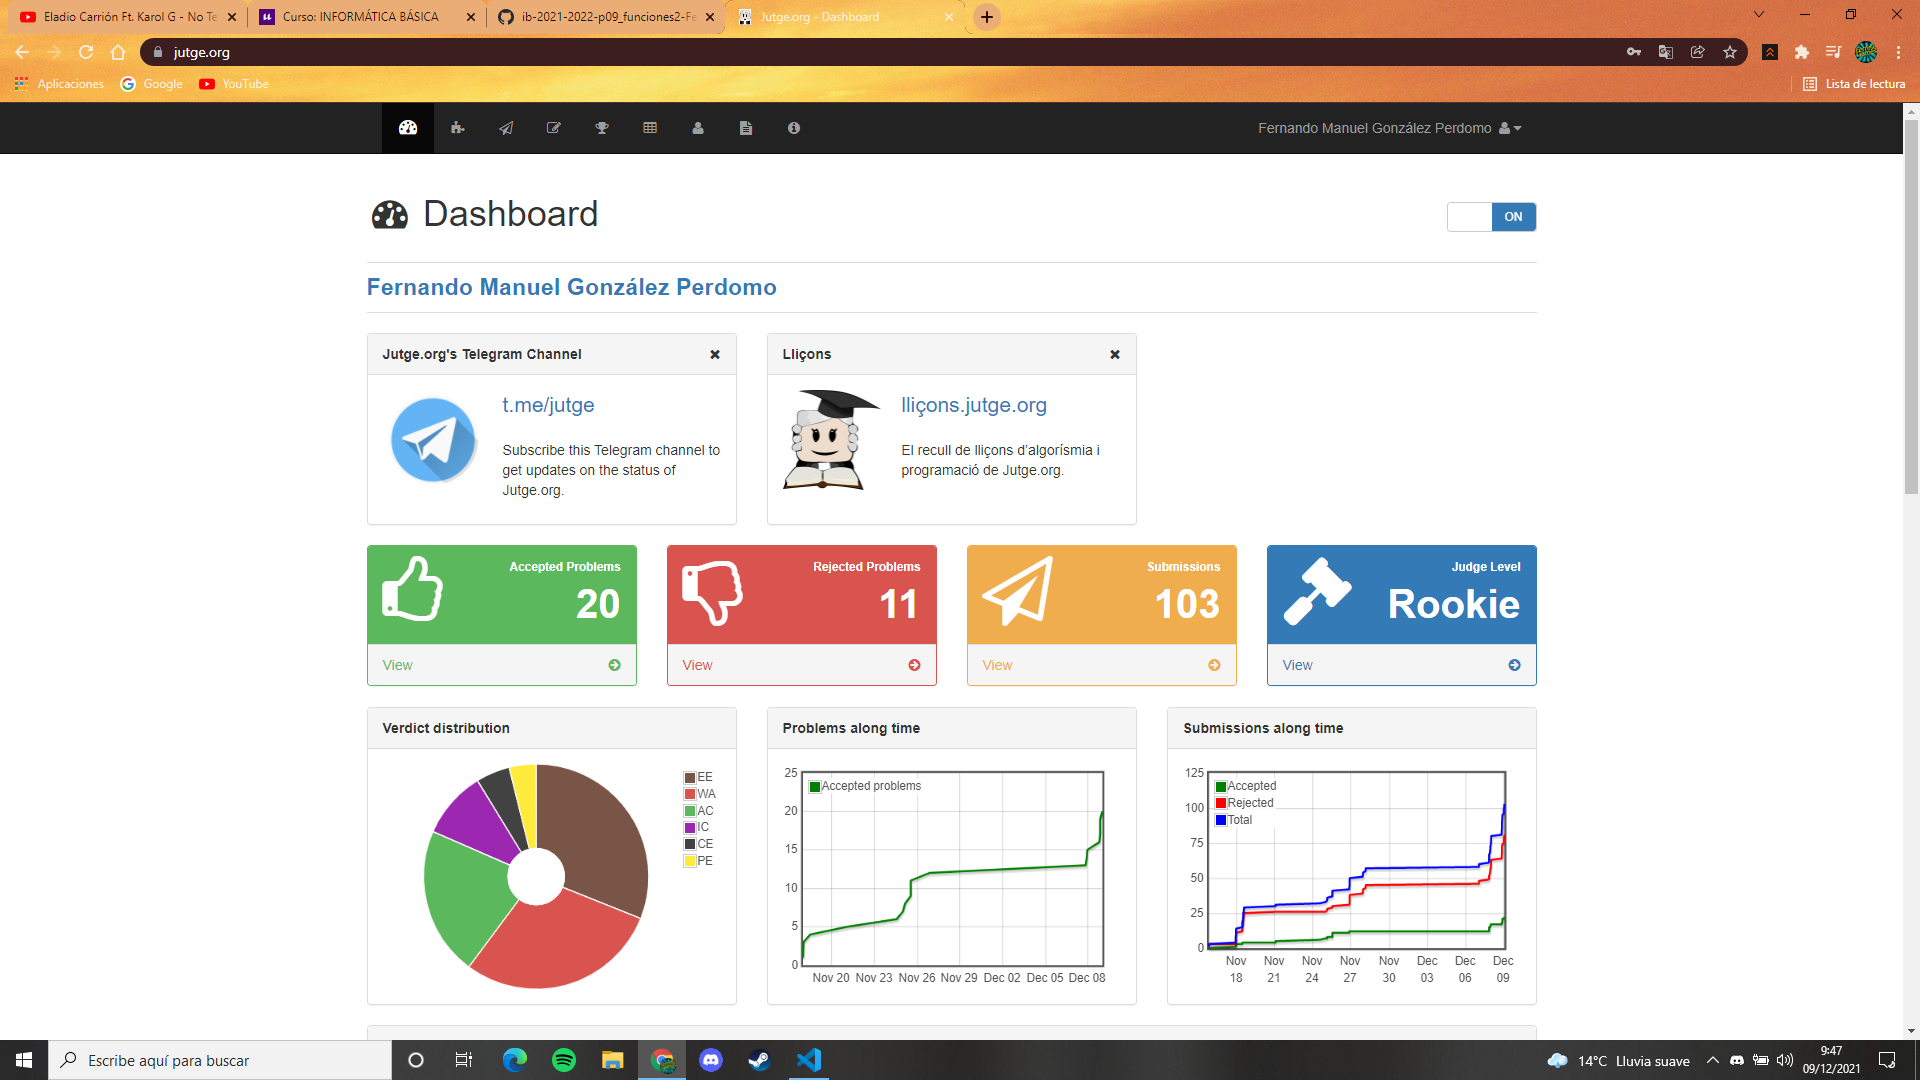 Eladio Carrión Ft. Karol G - No Te
Curso: INFORMÁTICA BÁSICA
ib-2021-2022-p09_funciones2-Fe
Jutge.org - Dashboard
jutge.org
Aplicaciones
Google
YouTube
Lista de lectura
Fernando Manuel González Perdomo
Dashboard
ON
Fernando Manuel González Perdomo
Jutge.org's Telegram Channel
t.me/jutge
Subscribe this Telegram channel to
get updates on the status of
Jutge.org.
Lliçons
lliçons.jutge.org
El recull de lliçons d'algorísmia i
programació de Jutge.org.
Accepted Problems
20
View
Rejected Problems
11
View
Submissions
103
View
Judge Level
Rookie
View
Verdict distribution
EE
WA
AC
IC
CE
PE
Problems along time
Accepted problems
25
20
15
10
5
0
Nov 20 Nov 23 Nov 26 Nov 29 Dec 02 Dec 05 Dec 08
Submissions along time
Accepted
Rejected
Total
125
100
75
50
25
0
Nov 18 Nov 21 Nov 24 Nov 27 Nov 30 Dec 03 Dec 06 Dec 09
Escribe aquí para buscar
14°C Lluvia suave
9:47
09/12/2021